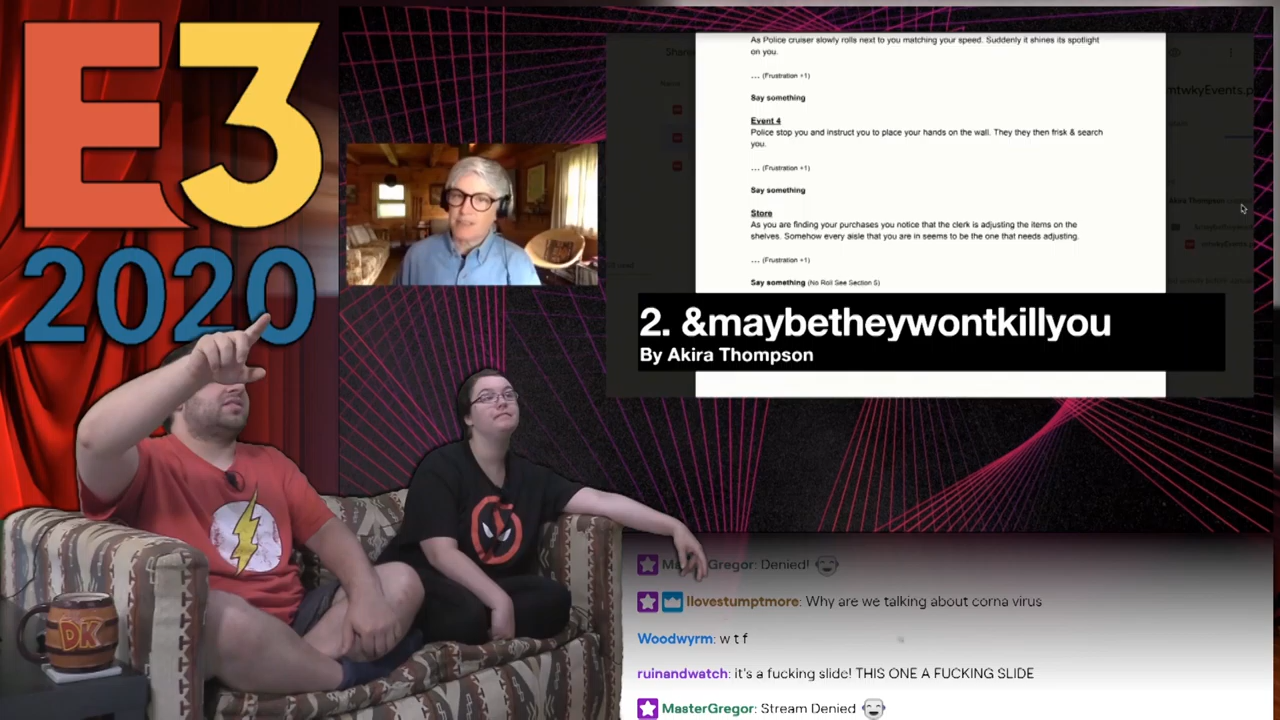 E3
2020
As Police cruiser slowly rolls next to you matching your speed. Suddenly it shines its spotlight
on you.
... (Frustration +1)
Say something
Event 4
Police stop you and instruct you to place your hands on the wall. They they then frisk & search
you.
... (Frustration +1)
Say something
Store
As you are finding your purchases you notice that the clerk is adjusting the items on the
shelves. Somehow every aisle that you are in seems to be the one that needs adjusting.
... (Frustration +1)
Say something (No Roll See Section 5)
2. &maybetheywontkillyou
By Akira Thompson
Akira Thompson
DK
Gregor: Denied!
Ilovestumptmore: Why are we talking about corna virus
Woodwyrm: w t f
ruinandwatch: it's a fucking slide! THIS ONE A FUCKING SLIDE
MasterGregor: Stream Denied